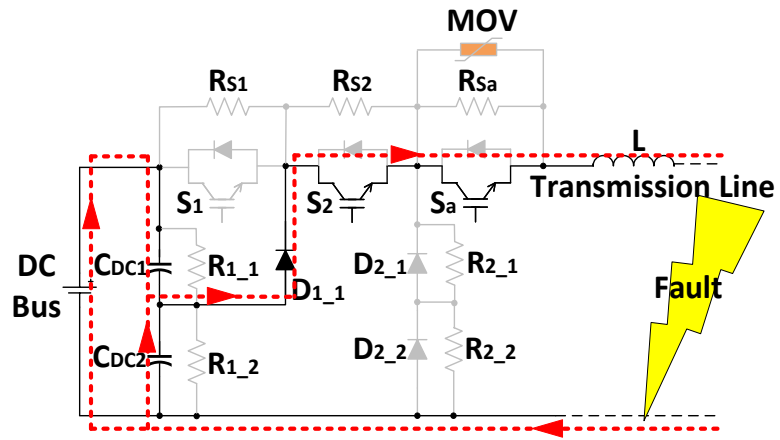 MOV
RS1
RS2
RSa
L
S1
S2
Sa
Transmission Line
DC
Bus
CDC1
R1_1
D1_1
D2_1
R2_1
Fault
CDC2
R1_2
D2_2
R2_2